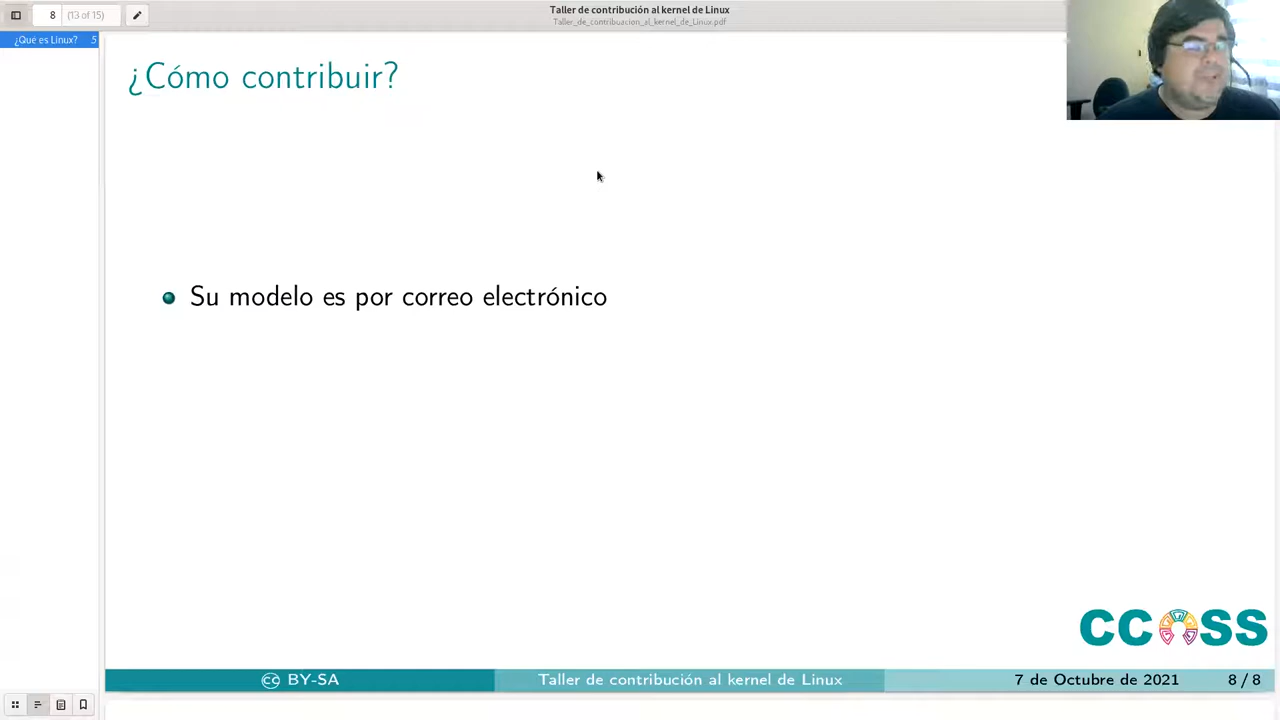 8 (13 of 15)
Taller de contribución al kernel de Linux
Taller_de_contribuacion_al_kernel_de_Linux.pdf
¿Qué es Linux? 5
¿Cómo contribuir?
Su modelo es por correo electrónico
CCOSS
cc BY-SA
Taller de contribución al kernel de Linux
7 de Octubre de 2021
8 / 8